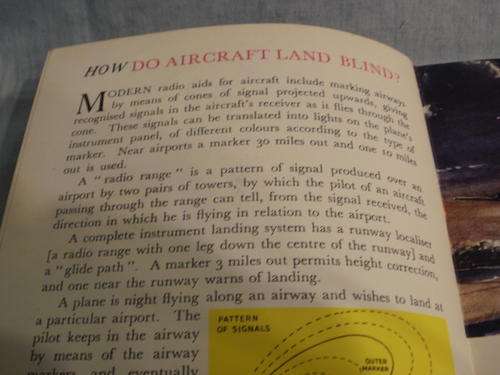 HOW DO AIRCRAFT LAND BLIND?
MODERN radio aids for aircraft include marking airways,
by means of cones of signal projected upwards, giving
recognised signals in the aircraft's receiver as it flies through the
cone. These signals can be translated into lights on the plane's
instrument panel, of different colours according to the type of
marker. Near airports a marker 30 miles out and one 10 miles
out is used.
A "radio range" is a pattern of signal produced over an
airport by two pairs of towers, by which the pilot of an aircraft
passing through the range can tell, from the signal received, the
direction in which he is flying in relation to the airport.
A complete instrument landing system has a runway localiser
[a radio range with one leg down the centre of the runway] and
a "glide path". A marker 3 miles out permits height correction,
and one near the runway warns of landing.
A plane is night flying along an airway and wishes to land at
a particular airport. The
pilot keeps in the airway
by means of the airway
markers and eventually
PATTERN
OF SIGNALS
OUTER
MARKER